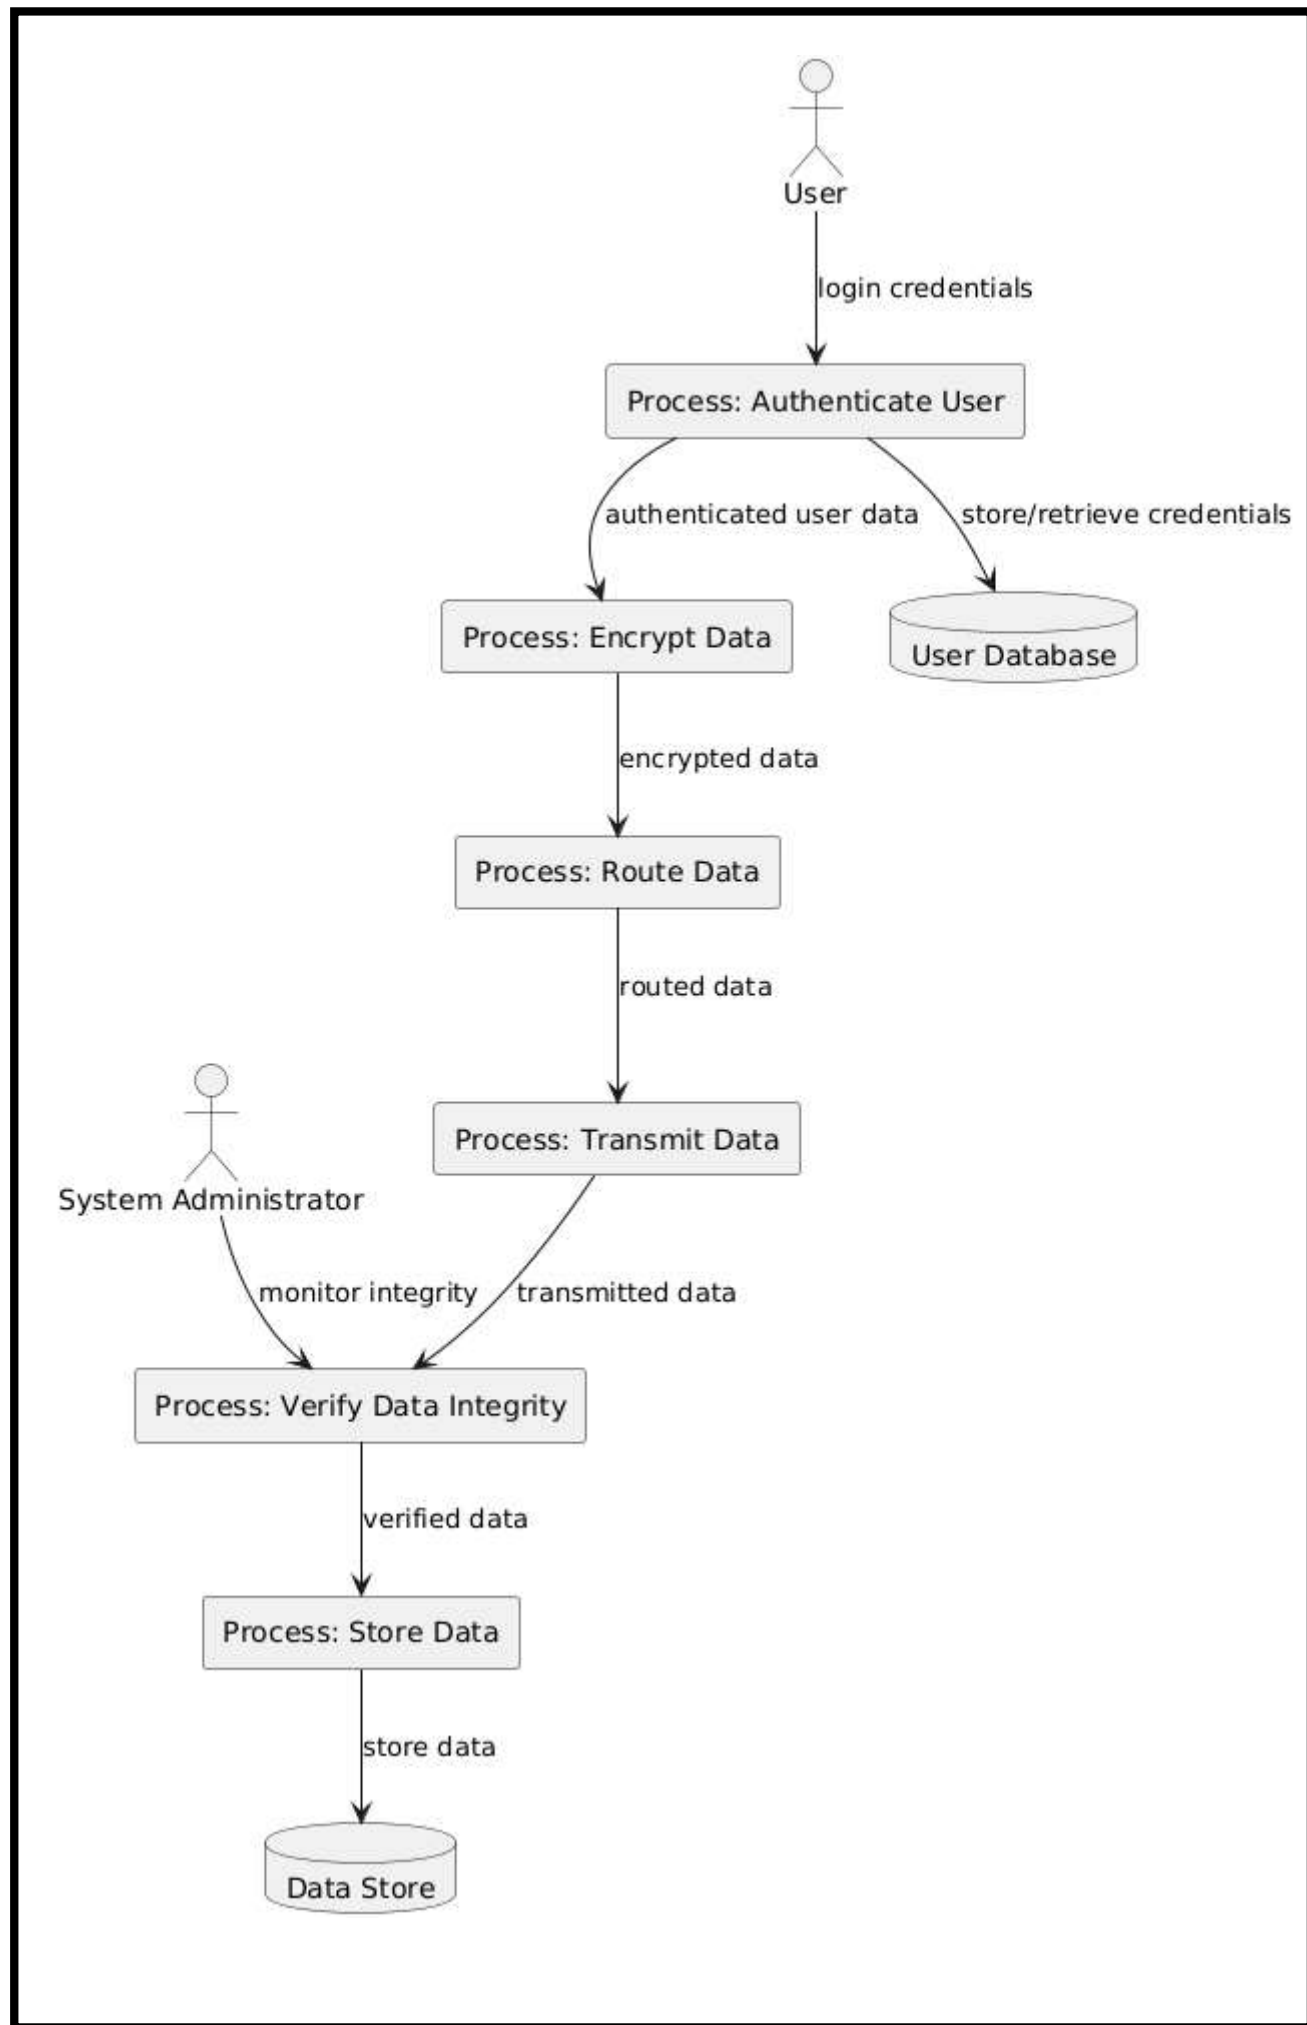 User
login credentials
Process: Authenticate User
authenticated user data
store/retrieve credentials
Process: Encrypt Data
User Database
encrypted data
Process: Route Data
routed data
Process: Transmit Data
System Administrator
monitor integrity
transmitted data
Process: Verify Data Integrity
verified data
Process: Store Data
store data
Data Store